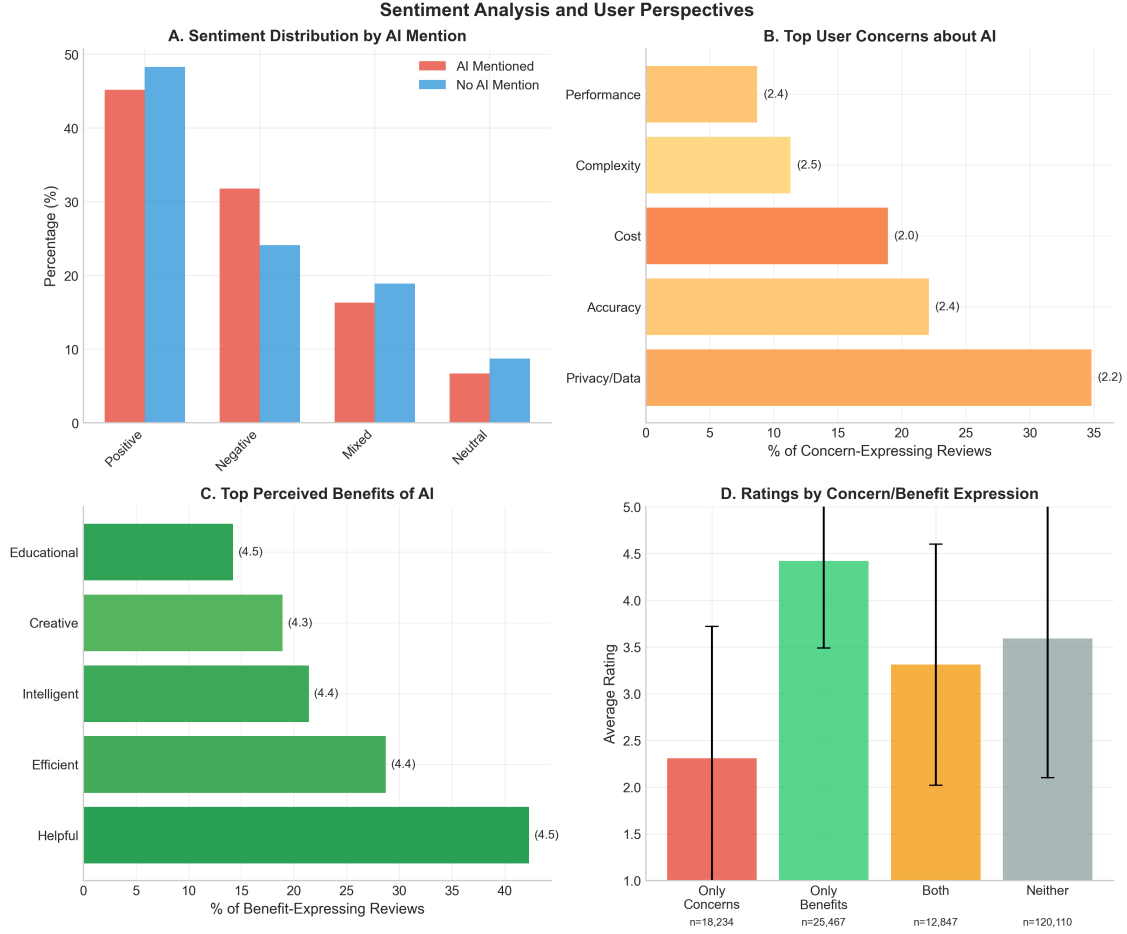 Sentiment Analysis and User Perspectives
A. Sentiment Distribution by AI Mention
Percentage (%)
50
40
30
20
10
0
AI Mentioned
No AI Mention
Positive
Negative
Mixed
Neutral
B. Top User Concerns about AI
Performance
(2.4)
Complexity
(2.5)
Cost
(2.0)
Accuracy
(2.4)
Privacy/Data
(2.2)
0 5 10 15 20 25 30 35
% of Concern-Expressing Reviews
C. Top Perceived Benefits of AI
Educational
(4.5)
Creative
(4.3)
Intelligent
(4.4)
Efficient
(4.4)
Helpful
(4.5)
0 5 10 15 20 25 30 35 40
% of Benefit-Expressing Reviews
D. Ratings by Concern/Benefit Expression
Average Rating
5.0
4.5
4.0
3.5
3.0
2.5
2.0
1.5
1.0
Only
Concerns
Only
Benefits
Both
Neither
n=18,234
n=25,467
n=12,847
n=120,110